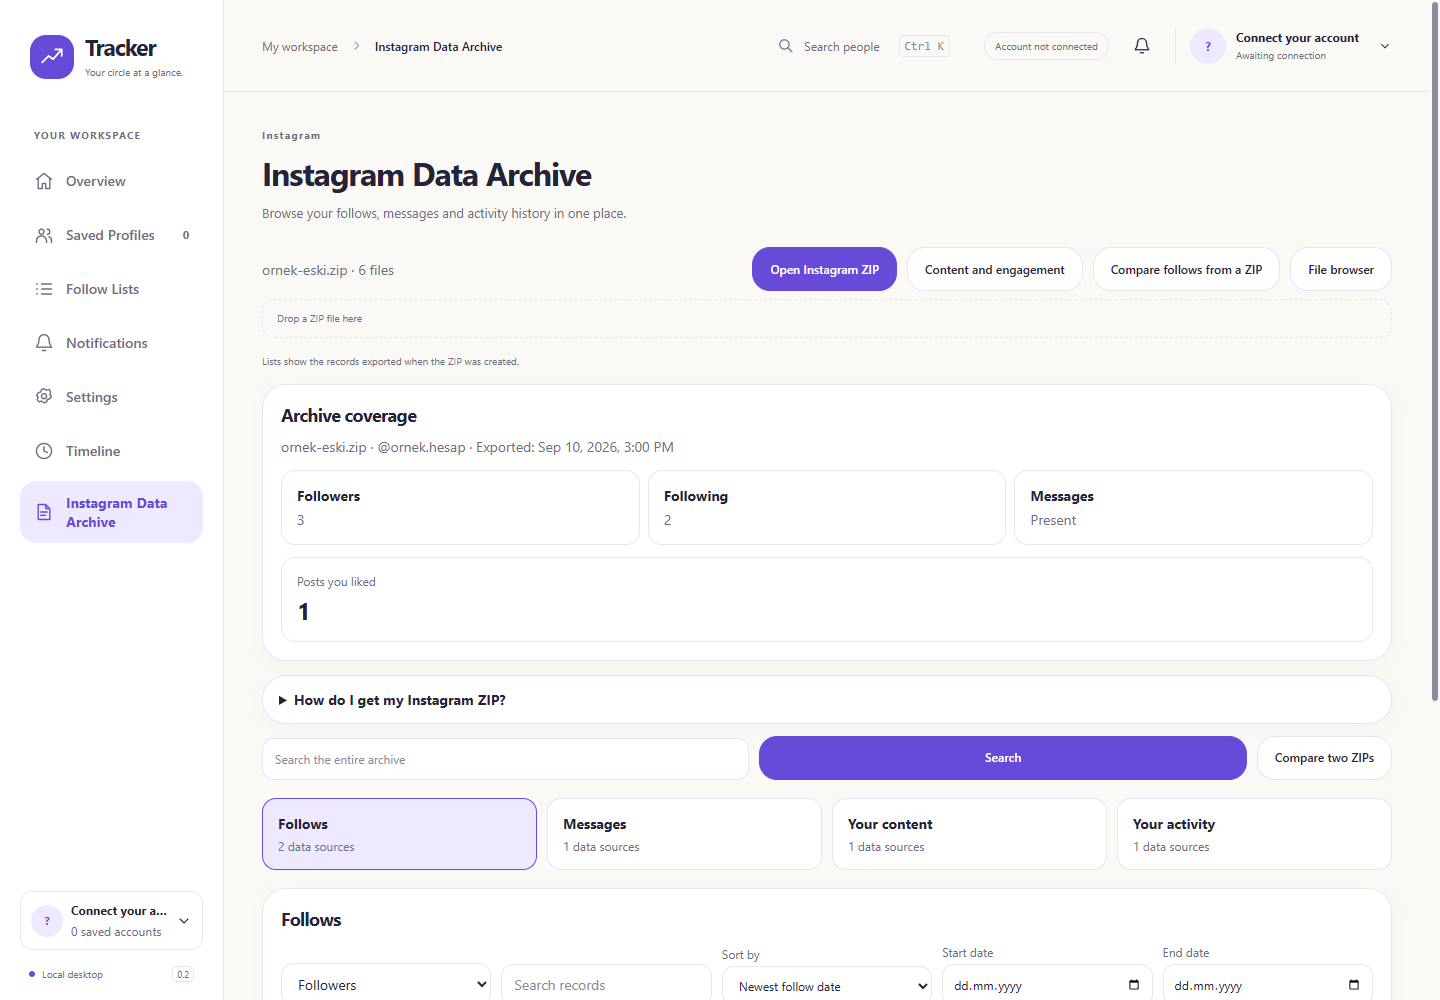 Tracker
Your circle at a glance.
YOUR WORKSPACE
Overview
Saved Profiles 0
Follow Lists
Notifications
Settings
Timeline
Instagram Data
Archive
? Connect your a...
0 saved accounts
Local desktop 0.2
My workspace > Instagram Data Archive
Search people Ctrl K
Account not connected
? Connect your account
Awaiting connection
Instagram
Instagram Data Archive
Browse your follows, messages and activity history in one place.
ornek-eski.zip · 6 files
Open Instagram ZIP Content and engagement Compare follows from a ZIP File browser
Drop a ZIP file here
Lists show the records exported when the ZIP was created.
Archive coverage
ornek-eski.zip · @ornek.hesap · Exported: Sep 10, 2026, 3:00 PM
Followers
3
Following
2
Messages
Present
Posts you liked
1
How do I get my Instagram ZIP?
Search the entire archive Search Compare two ZIPs
Follows
2 data sources
Messages
1 data sources
Your content
1 data sources
Your activity
1 data sources
Follows
Followers
Search records
Sort by
Newest follow date
Start date
dd.mm.yyyy
End date
dd.mm.yyyy